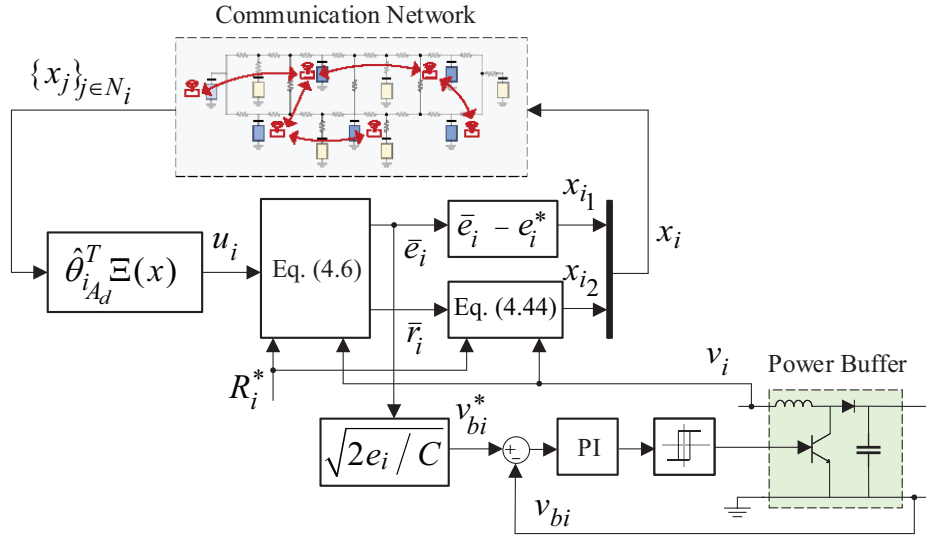 Communication Network
{x_j}_{j∈N_i}
x_{i_1}
ē_i − e_i^*
x_i
u_i
ē_i
θ̂_{i_{A_d}}^T Ξ(x)
Eq. (4.6)
x_{i_2}
Eq. (4.44)
r̄_i
R_i^*
v_i
Power Buffer
v_{bi}^*
√(2e_i / C)
+
−
PI
v_{bi}